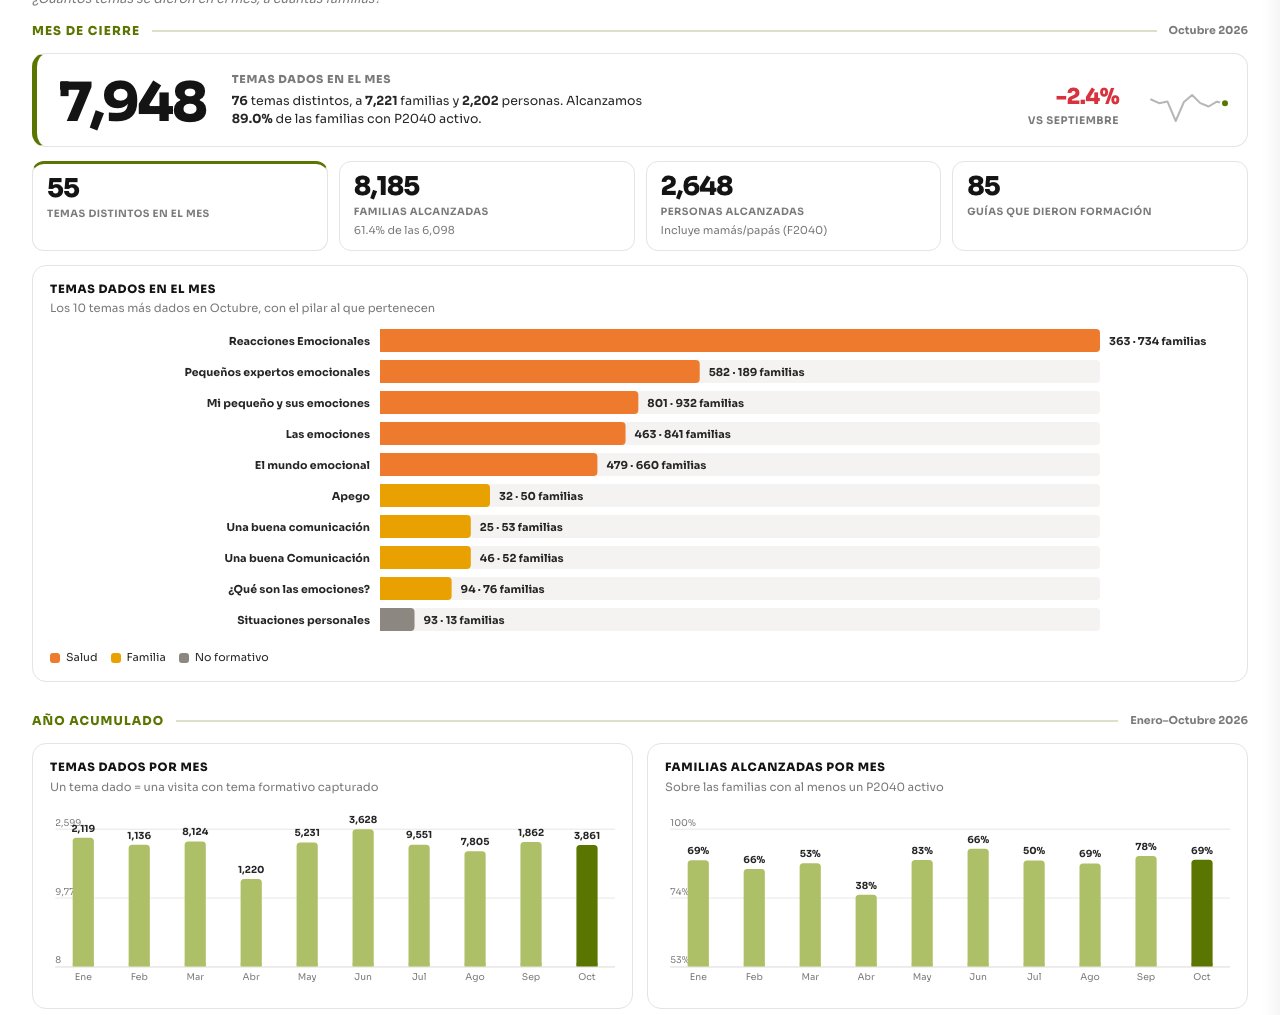 ¿Cuántos temas se dieron en el mes, a cuántas familias?
MES DE CIERRE
Octubre 2026
7,948
TEMAS DADOS EN EL MES
76 temas distintos, a 7,221 familias y 2,202 personas. Alcanzamos
89.0% de las familias con P2040 activo.
-2.4%
VS SEPTIEMBRE
55
TEMAS DISTINTOS EN EL MES
8,185
FAMILIAS ALCANZADAS
61.4% de las 6,098
2,648
PERSONAS ALCANZADAS
Incluye mamás/papás (F2040)
85
GUÍAS QUE DIERON FORMACIÓN
TEMAS DADOS EN EL MES
Los 10 temas más dados en Octubre, con el pilar al que pertenecen
Reacciones Emocionales 363 · 734 familias
Pequeños expertos emocionales 582 · 189 familias
Mi pequeño y sus emociones 801 · 932 familias
Las emociones 463 · 841 familias
El mundo emocional 479 · 660 familias
Apego 32 · 50 familias
Una buena comunicación 25 · 53 familias
Una buena Comunicación 46 · 52 familias
¿Qué son las emociones? 94 · 76 familias
Situaciones personales 93 · 13 familias
Salud Familia No formativo
AÑO ACUMULADO
Enero–Octubre 2026
TEMAS DADOS POR MES
Un tema dado = una visita con tema formativo capturado
2,599
9,77
8
2,119 1,136 8,124 1,220 5,231 3,628 9,551 7,805 1,862 3,861
Ene Feb Mar Abr May Jun Jul Ago Sep Oct
FAMILIAS ALCANZADAS POR MES
Sobre las familias con al menos un P2040 activo
100%
74%
53%
69% 66% 53% 38% 83% 66% 50% 69% 78% 69%
Ene Feb Mar Abr May Jun Jul Ago Sep Oct